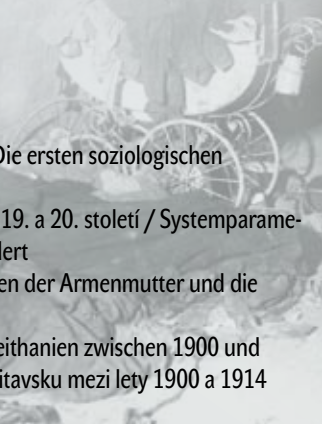 Die ersten soziologischen
19. a 20. století / Systemparame-
dert
en der Armenmutter und die
eithanien zwischen 1900 und
itavsku mezi lety 1900 a 1914